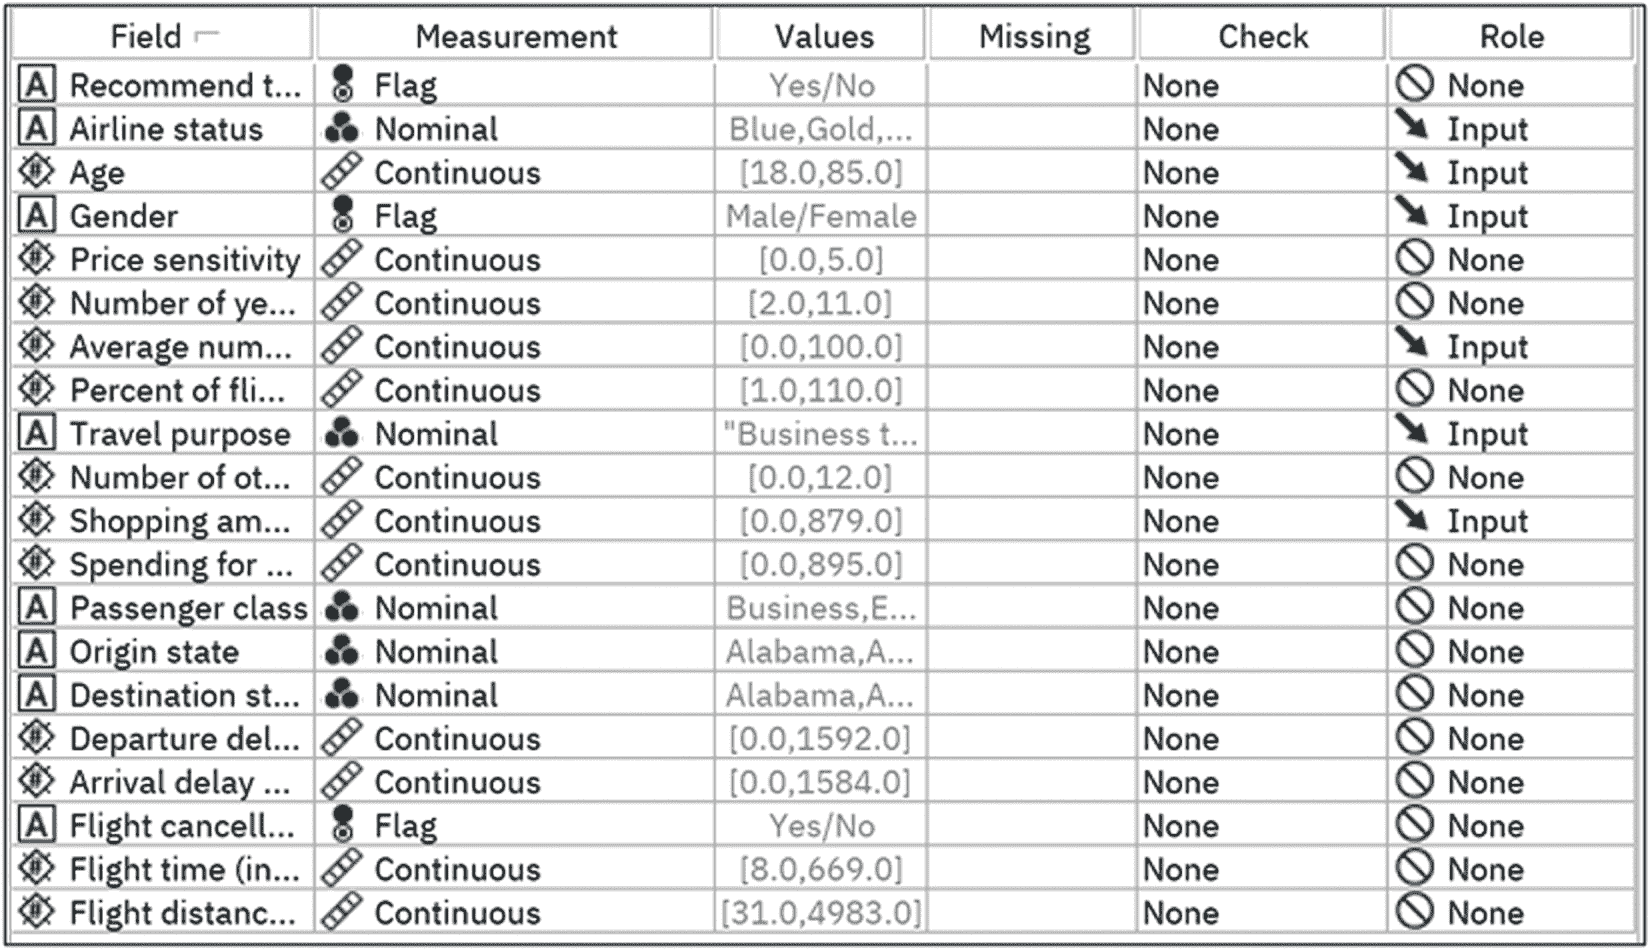 Field Measurement Values Missing Check Role
A Recommend t... Flag Yes/No None None
A Airline status Nominal Blue,Gold,... None Input
# Age Continuous [18.0,85.0] None Input
A Gender Flag Male/Female None Input
# Price sensitivity Continuous [0.0,5.0] None None
# Number of ye... Continuous [2.0,11.0] None None
# Average num... Continuous [0.0,100.0] None Input
# Percent of fli... Continuous [1.0,110.0] None None
A Travel purpose Nominal "Business t... None Input
# Number of ot... Continuous [0.0,12.0] None None
# Shopping am... Continuous [0.0,879.0] None Input
# Spending for ... Continuous [0.0,895.0] None None
A Passenger class Nominal Business,E... None None
A Origin state Nominal Alabama,A... None None
A Destination st... Nominal Alabama,A... None None
# Departure del... Continuous [0.0,1592.0] None None
# Arrival delay ... Continuous [0.0,1584.0] None None
A Flight cancell... Flag Yes/No None None
# Flight time (in... Continuous [8.0,669.0] None None
# Flight distanc... Continuous [31.0,4983.0] None None